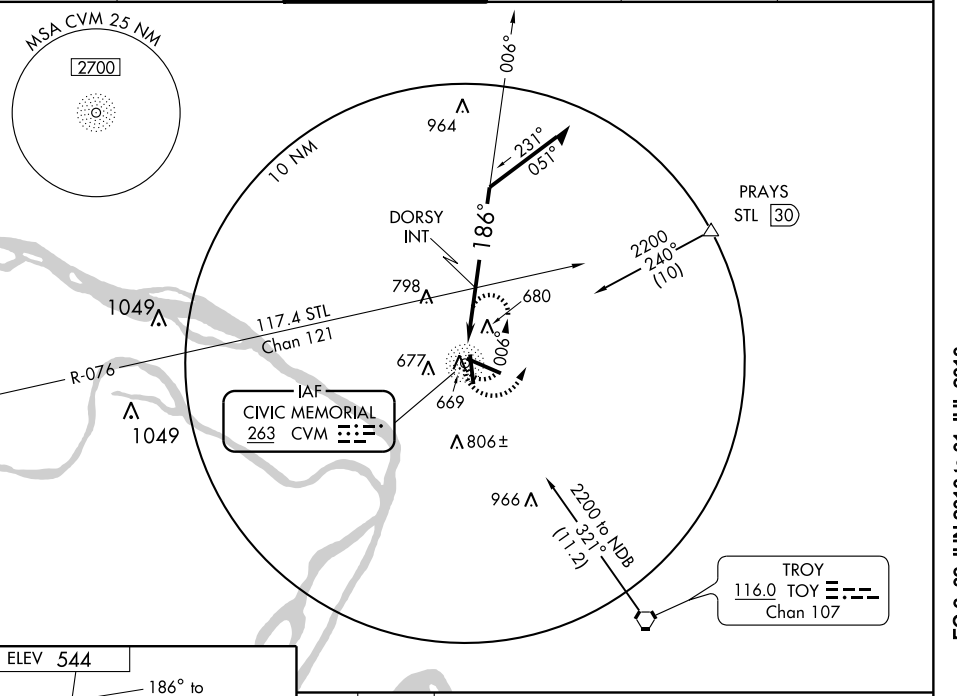 MSA CVM 25 NM
2700
006°
964
10 NM
231°
051°
PRAYS
STL 30
DORSY
INT
186°
2200
240°
(10)
798
680
1049
117.4 STL
Chan 121
R-076
006°
677
669
IAF
CIVIC MEMORIAL
263 CVM
1049
806±
966
2200 to NDB
321°
(11.2)
TROY
116.0 TOY
Chan 107
ELEV 544
186° to